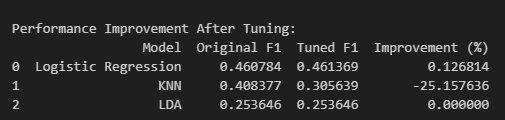 Performance Improvement After Tuning:
Model Original F1 Tuned F1 Improvement (%)
0 Logistic Regression 0.460784 0.461369 0.126814
1 KNN 0.408377 0.305639 -25.157636
2 LDA 0.253646 0.253646 0.000000